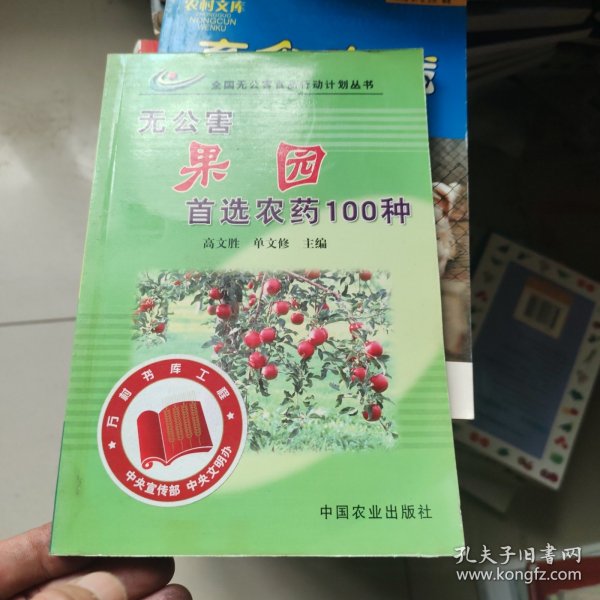 农村文库
NONGCUN
WENKU
全国无公害食品行动计划丛书
无公害
果园
首选农药100种
高文胜 单文修 主编
万村书库工程
中央宣传部 中央文明办
中国农业出版社
孔夫子旧书网
www.kongfz.com